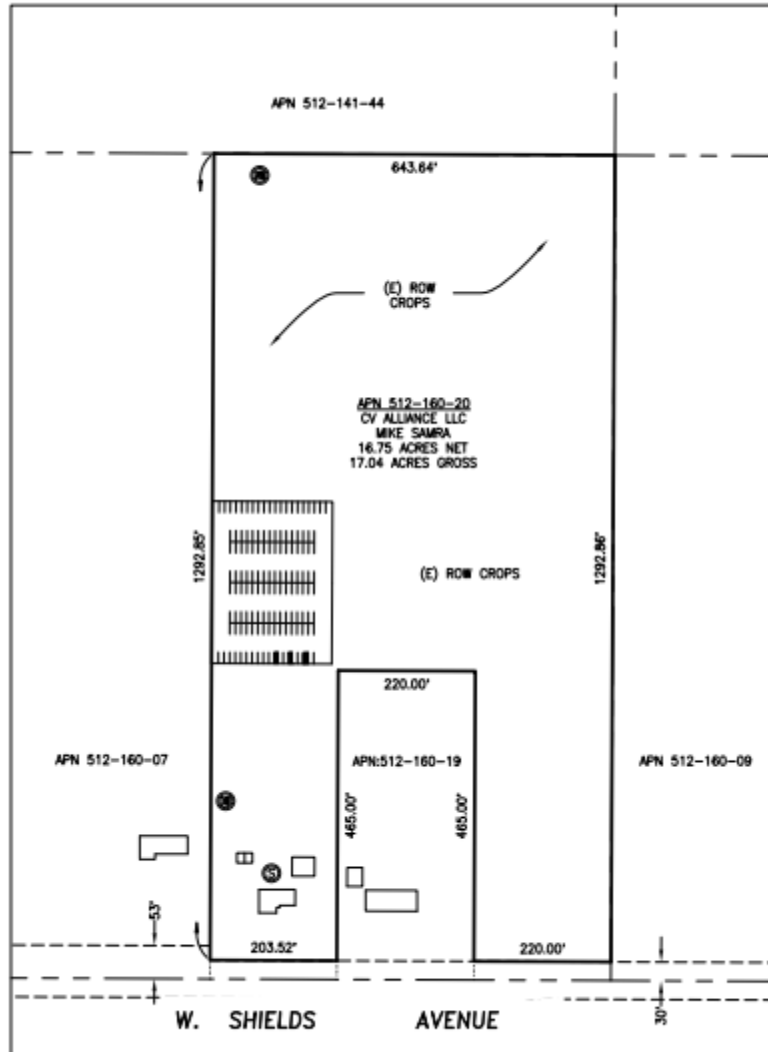 APN 512-141-44
643.64'
(E) ROW
CROPS
APN 512-160-20
CV ALLIANCE LLC
MIKE SAMRA
16.75 ACRES NET
17.04 ACRES GROSS
1292.85'
(E) ROW CROPS
1292.86'
220.00'
APN 512-160-07
APN:512-160-19
APN 512-160-09
465.00'
465.00'
S
53'
203.52'
220.00'
30'
W. SHIELDS AVENUE